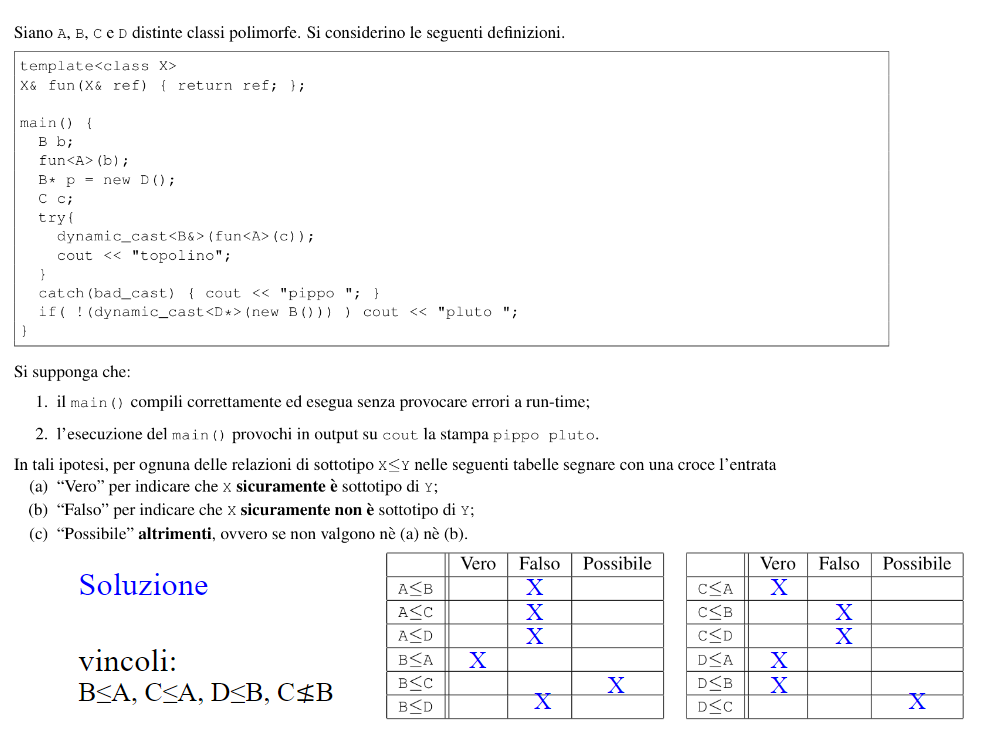 Siano A, B, C e D distinte classi polimorfe. Si considerino le seguenti definizioni.
template<class X>
X& fun(X& ref) { return ref; };
main() {
B b;
fun<A>(b);
B* p = new D();
C c;
try{
dynamic_cast<B&>(fun<A>(c));
cout << "topolino";
}
catch(bad_cast) { cout << "pippo "; }
if( !(dynamic_cast<D*>(new B())) ) cout << "pluto ";
}
Si supponga che:
1. il main() compili correttamente ed esegua senza provocare errori a run-time;
2. l'esecuzione del main() provochi in output su cout la stampa pippo pluto.
In tali ipotesi, per ognuna delle relazioni di sottotipo X≤Y nelle seguenti tabelle segnare con una croce l'entrata
(a) "Vero" per indicare che X sicuramente è sottotipo di Y;
(b) "Falso" per indicare che X sicuramente non è sottotipo di Y;
(c) "Possibile" altrimenti, ovvero se non valgono nè (a) nè (b).
Soluzione
vincoli:
B≤A, C≤A, D≤B, C≰B
Vero Falso Possibile
A≤B X
A≤C X
A≤D X
B≤A X
B≤C X
B≤D X
Vero Falso Possibile
C≤A X
C≤B X
C≤D X
D≤A X
D≤B X
D≤C X